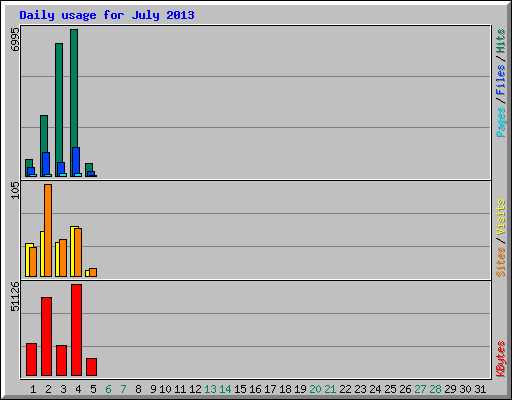 Daily usage for July 2013
6995
Pages / Files / Hits
105
Sites / Visits
51126
KBytes
1 2 3 4 5 6 7 8 9 10 11 12 13 14 15 16 17 18 19 20 21 22 23 24 25 26 27 28 29 30 31